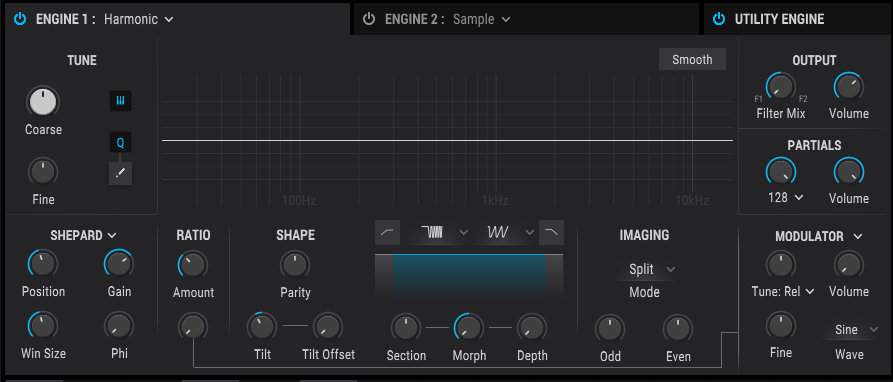 ENGINE 1 : Harmonic
ENGINE 2 : Sample
UTILITY ENGINE
TUNE
Smooth
OUTPUT
F1
F2
Coarse
Filter Mix
Volume
Q
PARTIALS
Fine
100Hz
1kHz
10kHz
128
Volume
SHEPARD
RATIO
SHAPE
IMAGING
MODULATOR
Position
Gain
Amount
Parity
Split
Mode
Tune: Rel
Volume
Win Size
Phi
Tilt
Tilt Offset
Section
Morph
Depth
Odd
Even
Fine
Sine
Wave